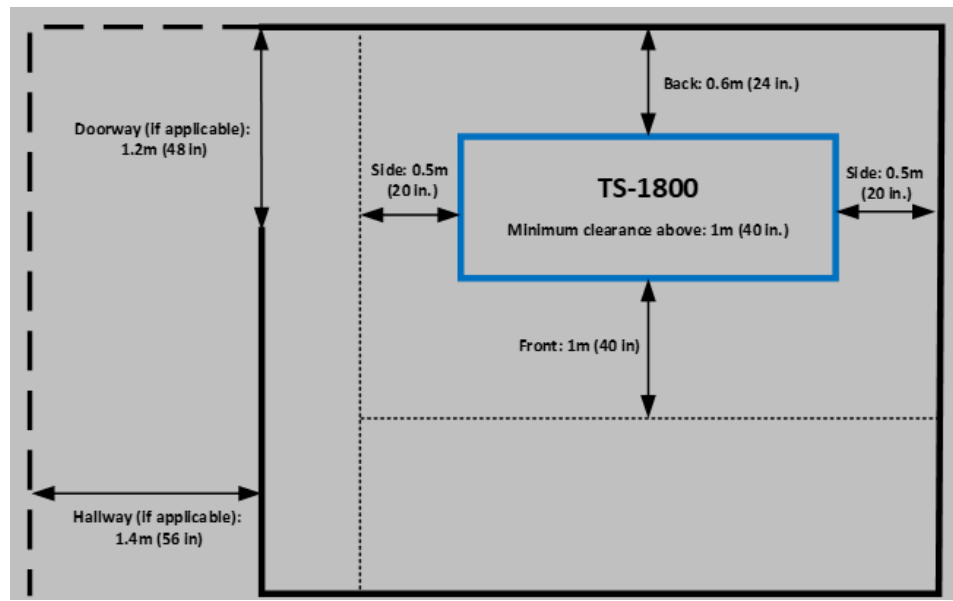 Back: 0.6m (24 in.)
Doorway (if applicable):
1.2m (48 in)
Side: 0.5m
(20 in.)
TS-1800
Minimum clearance above: 1m (40 in.)
Side: 0.5m
(20 in.)
Front: 1m (40 in)
Hallway (if applicable):
1.4m (56 in)